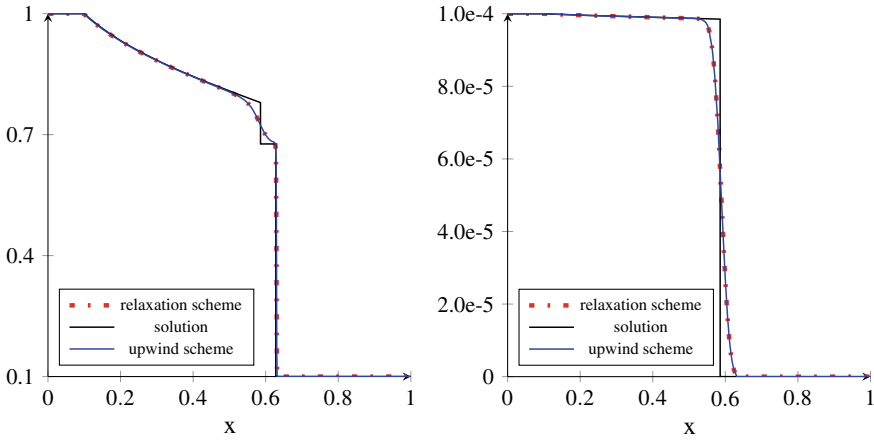 1
0.7
0.4
0.1
relaxation scheme
solution
upwind scheme
0 0.2 0.4 0.6 0.8 1
x
1.0e-4
8.0e-5
6.0e-5
4.0e-5
2.0e-5
0
relaxation scheme
solution
upwind scheme
0 0.2 0.4 0.6 0.8 1
x